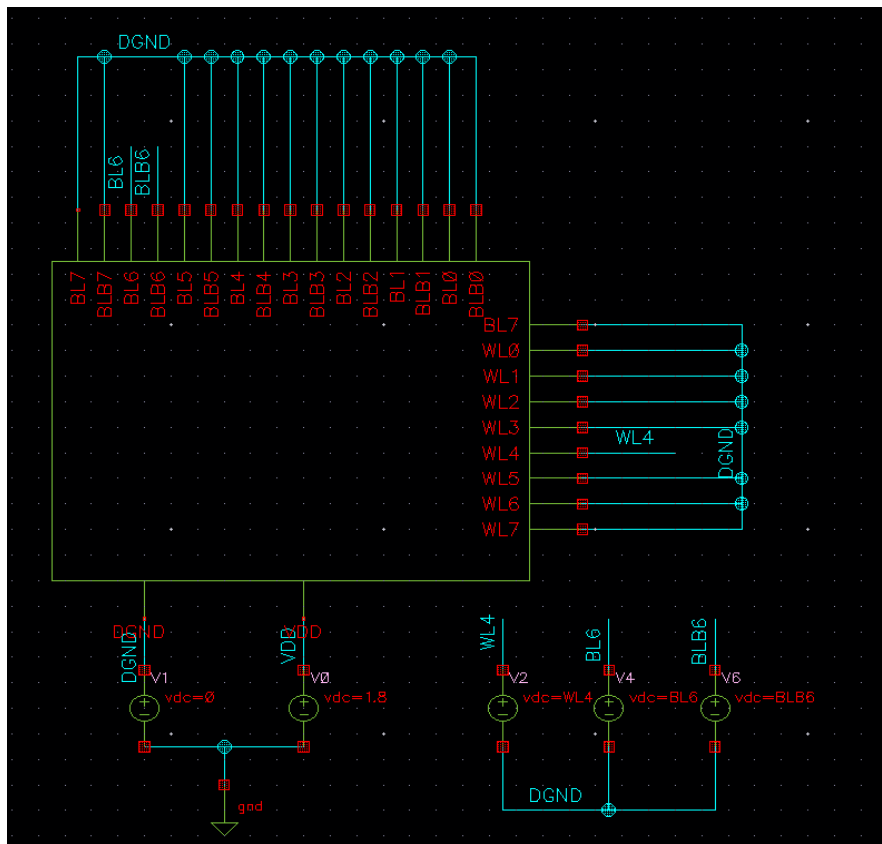 DGND
BL6
BLB6
BL7
BLB7
BL6
BLB6
BL5
BLB5
BL4
BLB4
BL3
BLB3
BL2
BLB2
BL1
BLB1
BL0
BLB0
BL7
WL0
WL1
WL2
WL3
WL4
WL4
DGND
WL5
WL6
WL7
DGND
VDD
DGND
VDD
V1
vdc=0
V0
vdc=1.8
gnd
WL4
BL6
BLB6
V2
vdc=WL4
V4
vdc=BL6
V6
vdc=BLB6
DGND